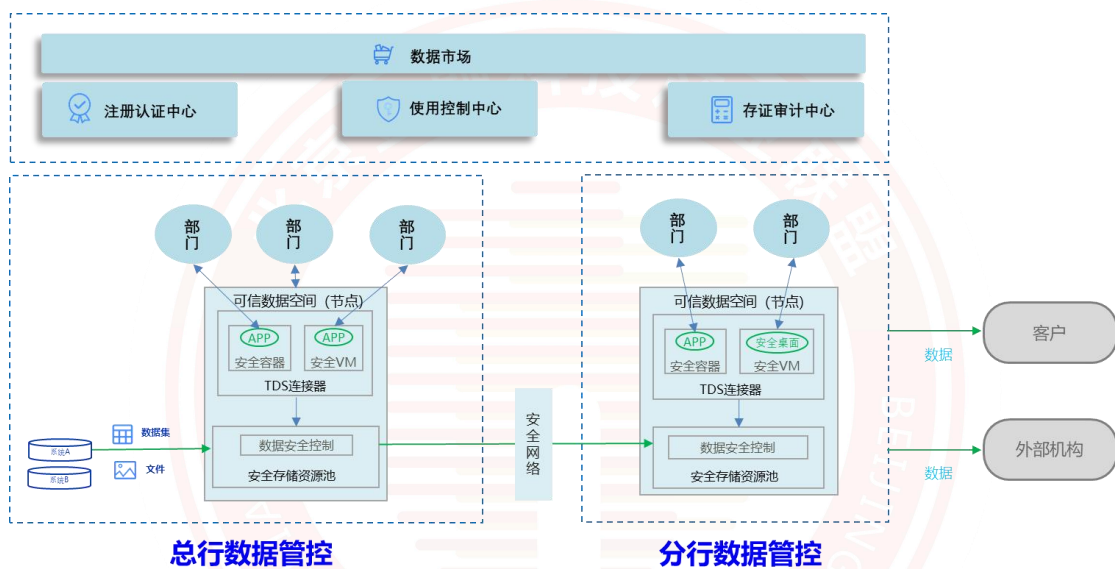 数据市场
注册认证中心
使用控制中心
存证审计中心
部门
部门
部门
可信数据空间（节点）
APP
安全容器
APP
安全VM
TDS连接器
数据安全控制
安全存储资源池
系统A
系统B
数据集
文件
总行数据管控
安全网络
部门
部门
可信数据空间（节点）
APP
安全容器
安全桌面
安全VM
TDS连接器
数据安全控制
安全存储资源池
分行数据管控
数据
客户
数据
外部机构
BEIJING